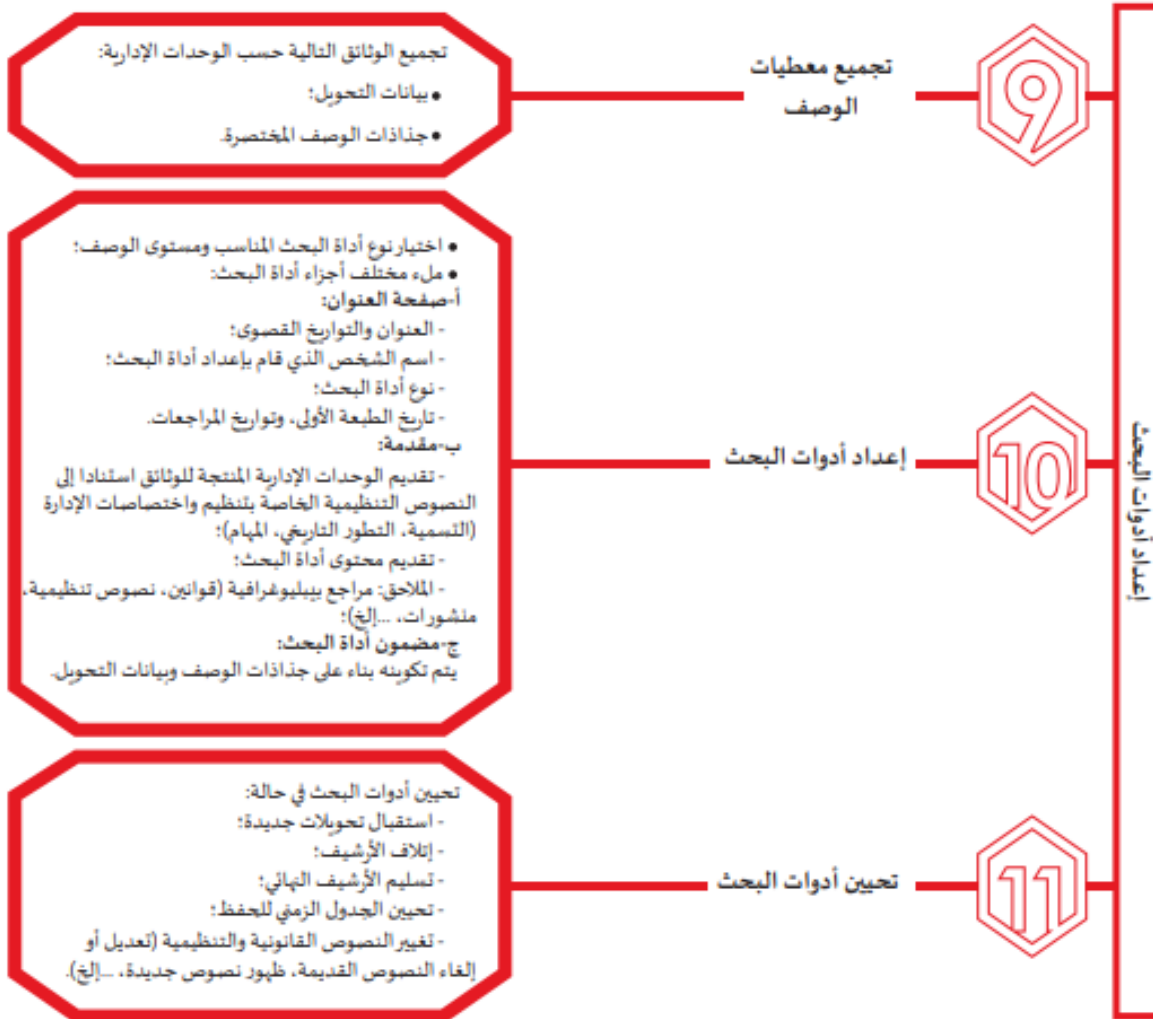 إعداد أدوات البحث
9
تجميع معطيات
الوصف
تجميع الوثائق التالية حسب الوحدات الإدارية:
• بيانات التحويل؛
• جذاذات الوصف المختصرة.
10
إعداد أدوات البحث
• اختيار نوع أداة البحث المناسب ومستوى الوصف؛
• ملء مختلف أجزاء أداة البحث:
أ-صفحة العنوان:
- العنوان والتواريخ القصوى؛
- اسم الشخص الذي قام بإعداد أداة البحث؛
- نوع أداة البحث؛
- تاريخ الطبعة الأولى، وتواريخ المراجعات.
ب-مقدمة:
- تقديم الوحدات الإدارية المنتجة للوثائق استنادا إلى
النصوص التنظيمية الخاصة بتنظيم واختصاصات الإدارة
(التسمية، التطور التاريخي، المهام)؛
- تقديم محتوى أداة البحث؛
- الملاحق: مراجع بيبليوغرافية (قوانين، نصوص تنظيمية،
منشورات، ...إلخ)؛
ج-مضمون أداة البحث:
يتم تكوينه بناء على جذاذات الوصف وبيانات التحويل.
11
تحيين أدوات البحث
تحيين أدوات البحث في حالة:
- استقبال تحويلات جديدة؛
- إتلاف الأرشيف؛
- تسليم الأرشيف النهائي؛
- تحيين الجدول الزمني للحفظ؛
- تغيير النصوص القانونية والتنظيمية (تعديل أو
إلغاء النصوص القديمة، ظهور نصوص جديدة، ...إلخ).